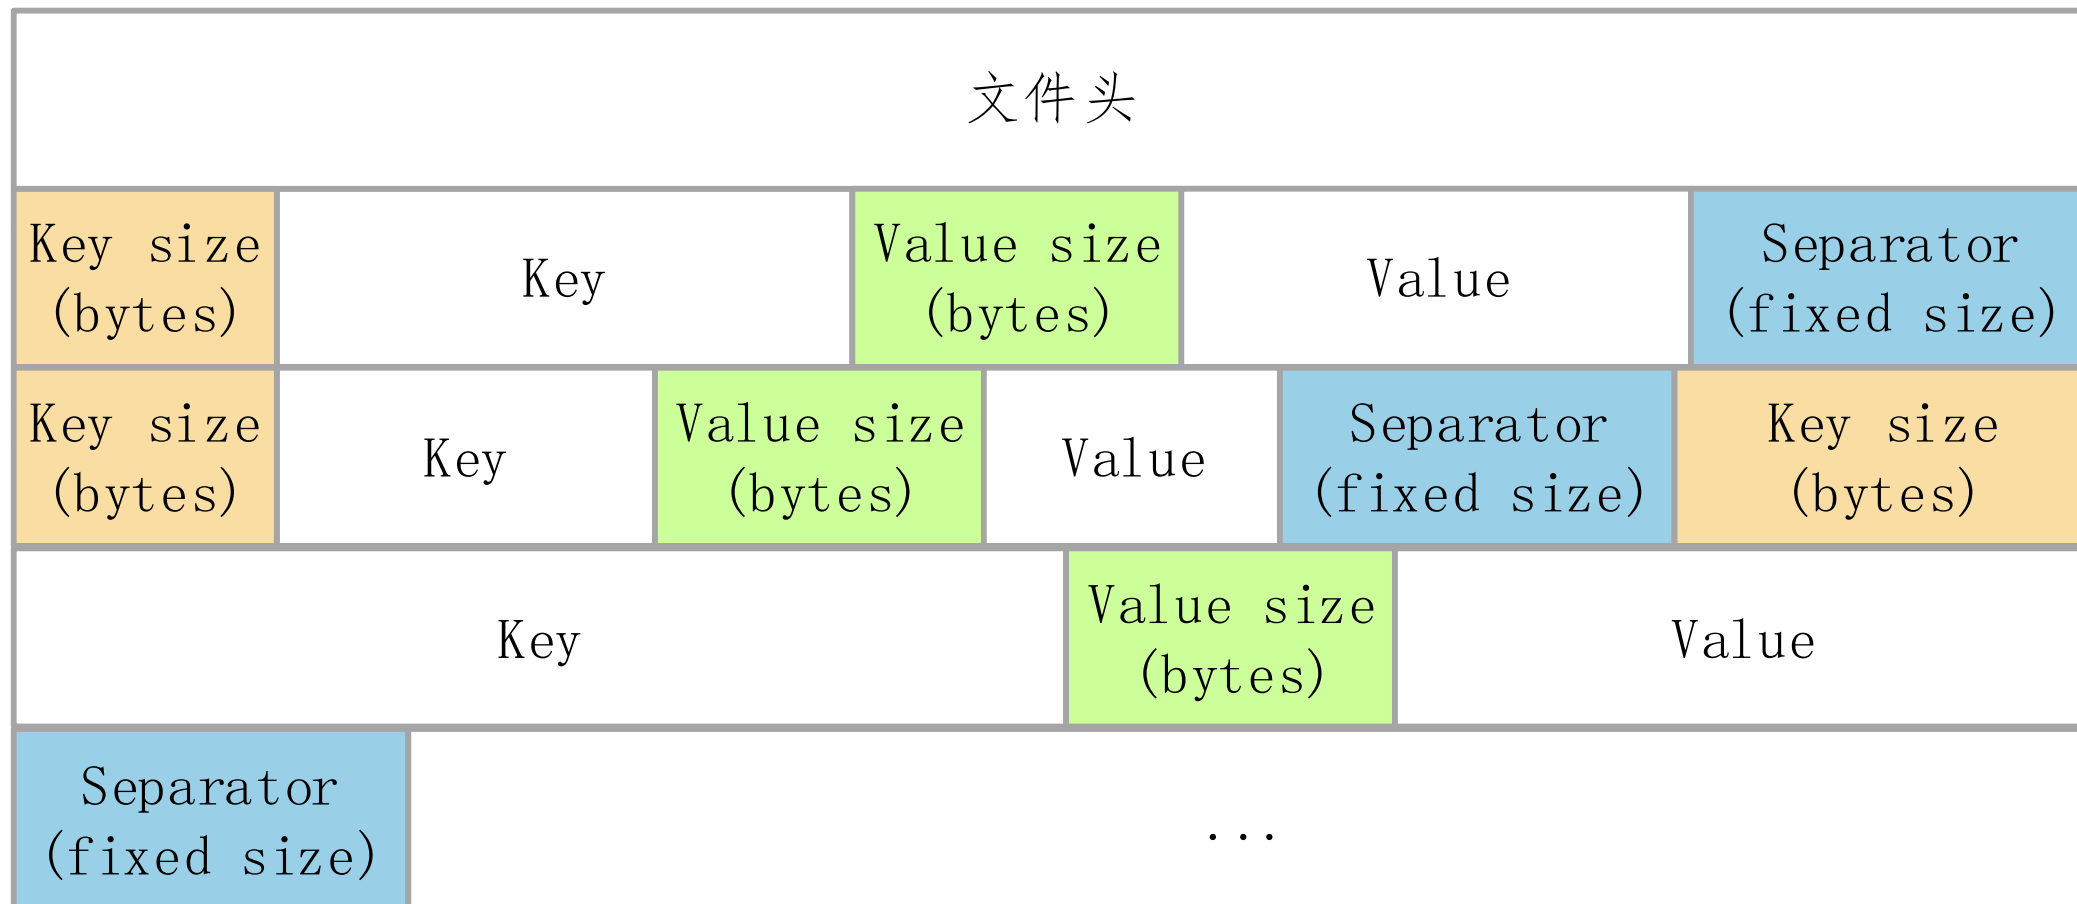 文件头
Key size
(bytes)
Key
Value size
(bytes)
Value
Separator
(fixed size)
Key size
(bytes)
Key
Value size
(bytes)
Value
Separator
(fixed size)
Key size
(bytes)
Key
Value size
(bytes)
Value
Separator
(fixed size)
...